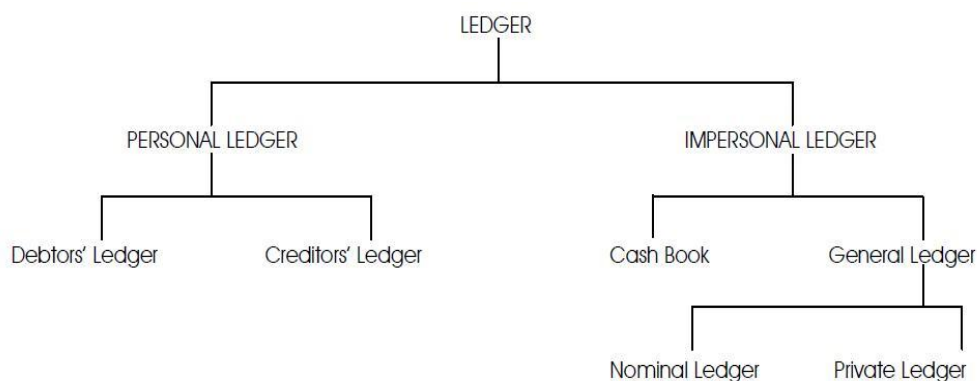 LEDGER
PERSONAL LEDGER
IMPERSONAL LEDGER
Debtors' Ledger
Creditors' Ledger
Cash Book
General Ledger
Nominal Ledger
Private Ledger